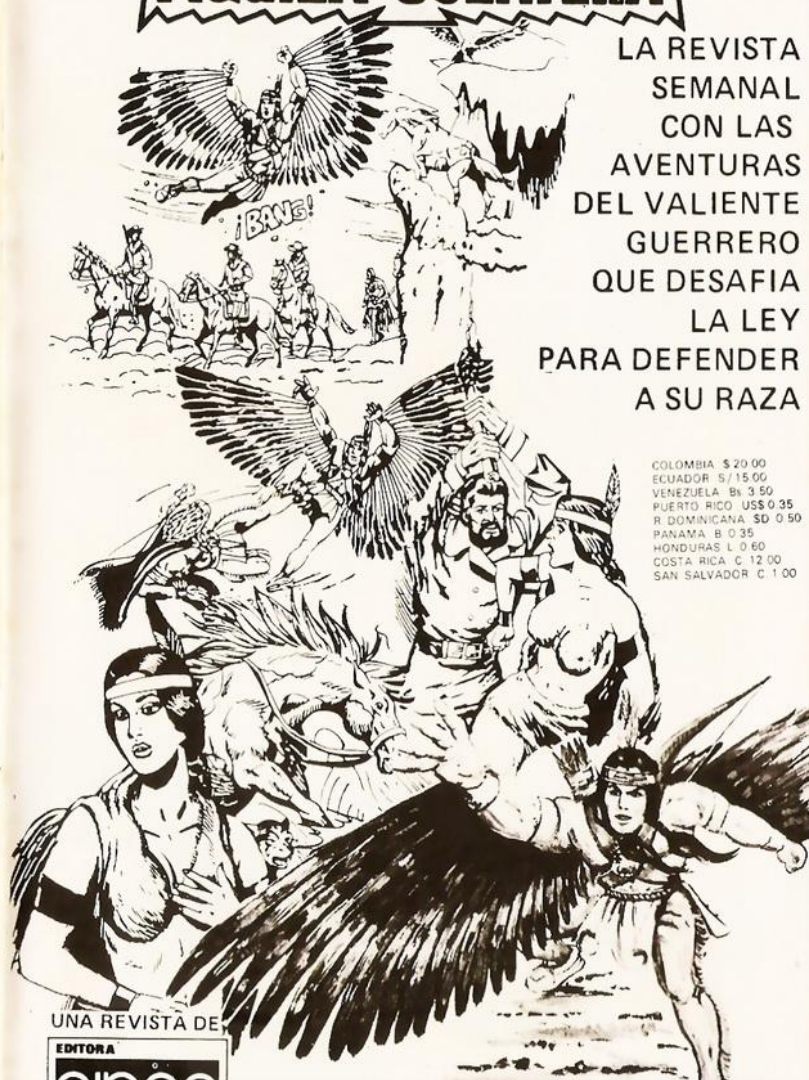 LA REVISTA
SEMANAL
CON LAS
AVENTURAS
DEL VALIENTE
GUERRERO
QUE DESAFIA
LA LEY
PARA DEFENDER
A SU RAZA
¡BANG!
COLOMBIA $ 20.00
ECUADOR S/ 15.00
VENEZUELA Bs 3.50
PUERTO RICO US$ 0.35
R DOMINICANA SD 0.50
PANAMA B 0.35
HONDURAS L 0.60
COSTA RICA C 12.00
SAN SALVADOR C. 1.00
UNA REVISTA DE
EDITORA